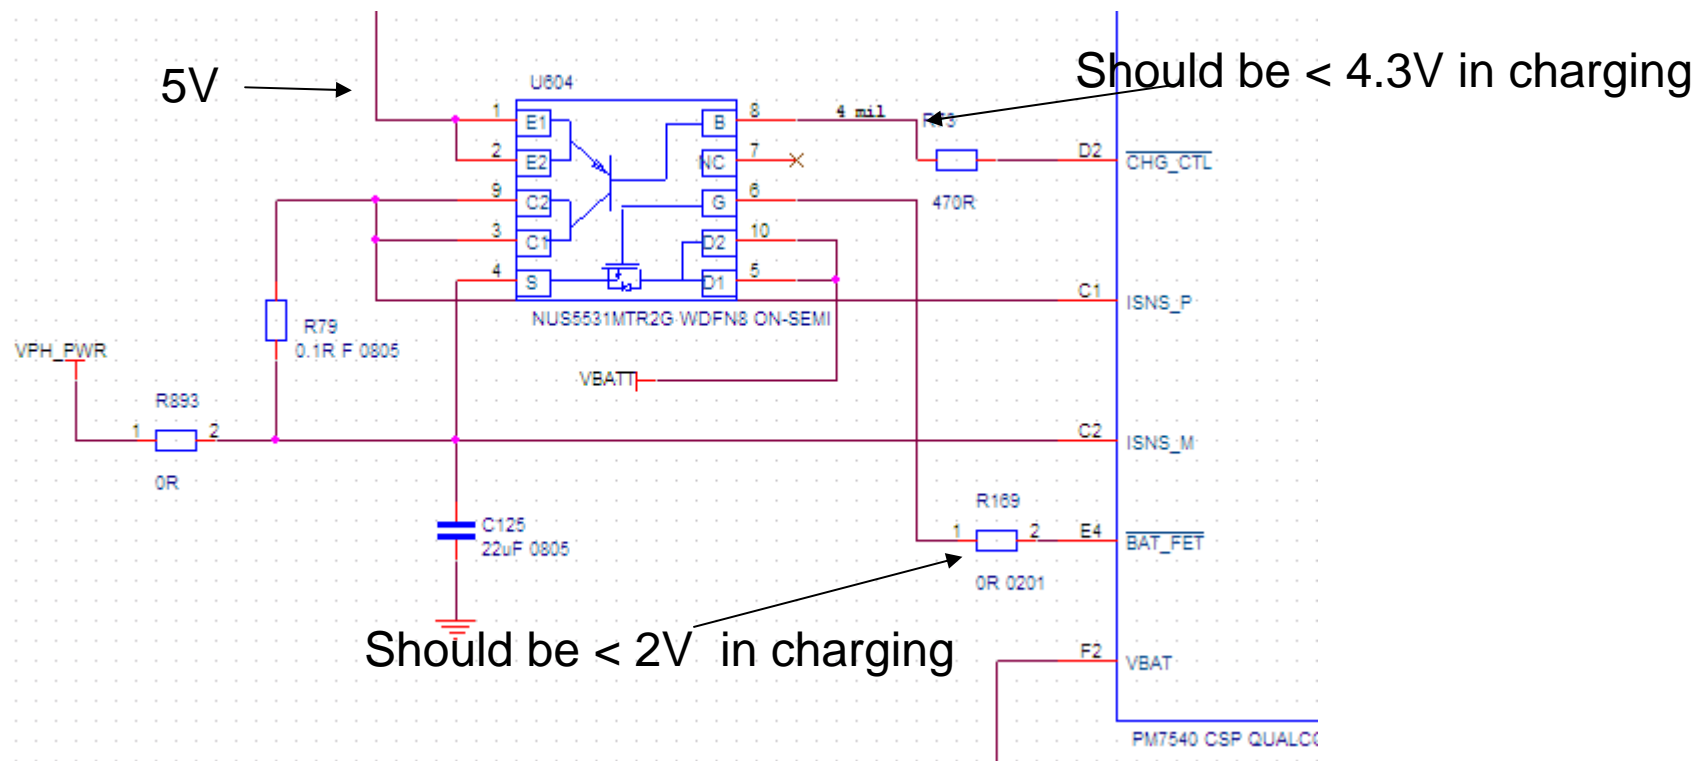 Should be < 4.3V in charging
5V
U604
1
E1
B
8
4 mil
2
E2
NC
7
D2
CHG_CTL
9
C2
G
6
470R
3
C1
D2
10
4
S
D1
5
C1
ISNS_P
NUS5531MTR2G WDFN8 ON-SEMI
R79
0.1R F 0805
VPH_PWR
VBATT
R893
1
2
C2
ISNS_M
0R
R169
C125
22uF 0805
1
2
E4
BAT_FET
0R 0201
Should be < 2V in charging
F2
VBAT
PM7540 CSP QUALCO